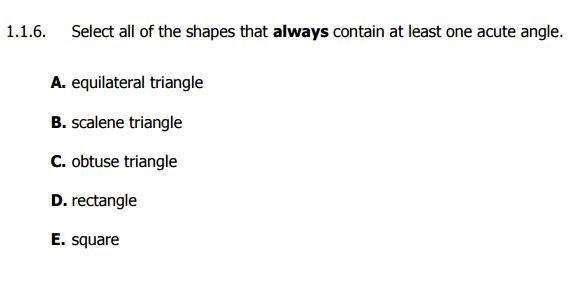 1.1.6. Select all of the shapes that always contain at least one acute angle.
A. equilateral triangle
B. scalene triangle
C. obtuse triangle
D. rectangle
E. square